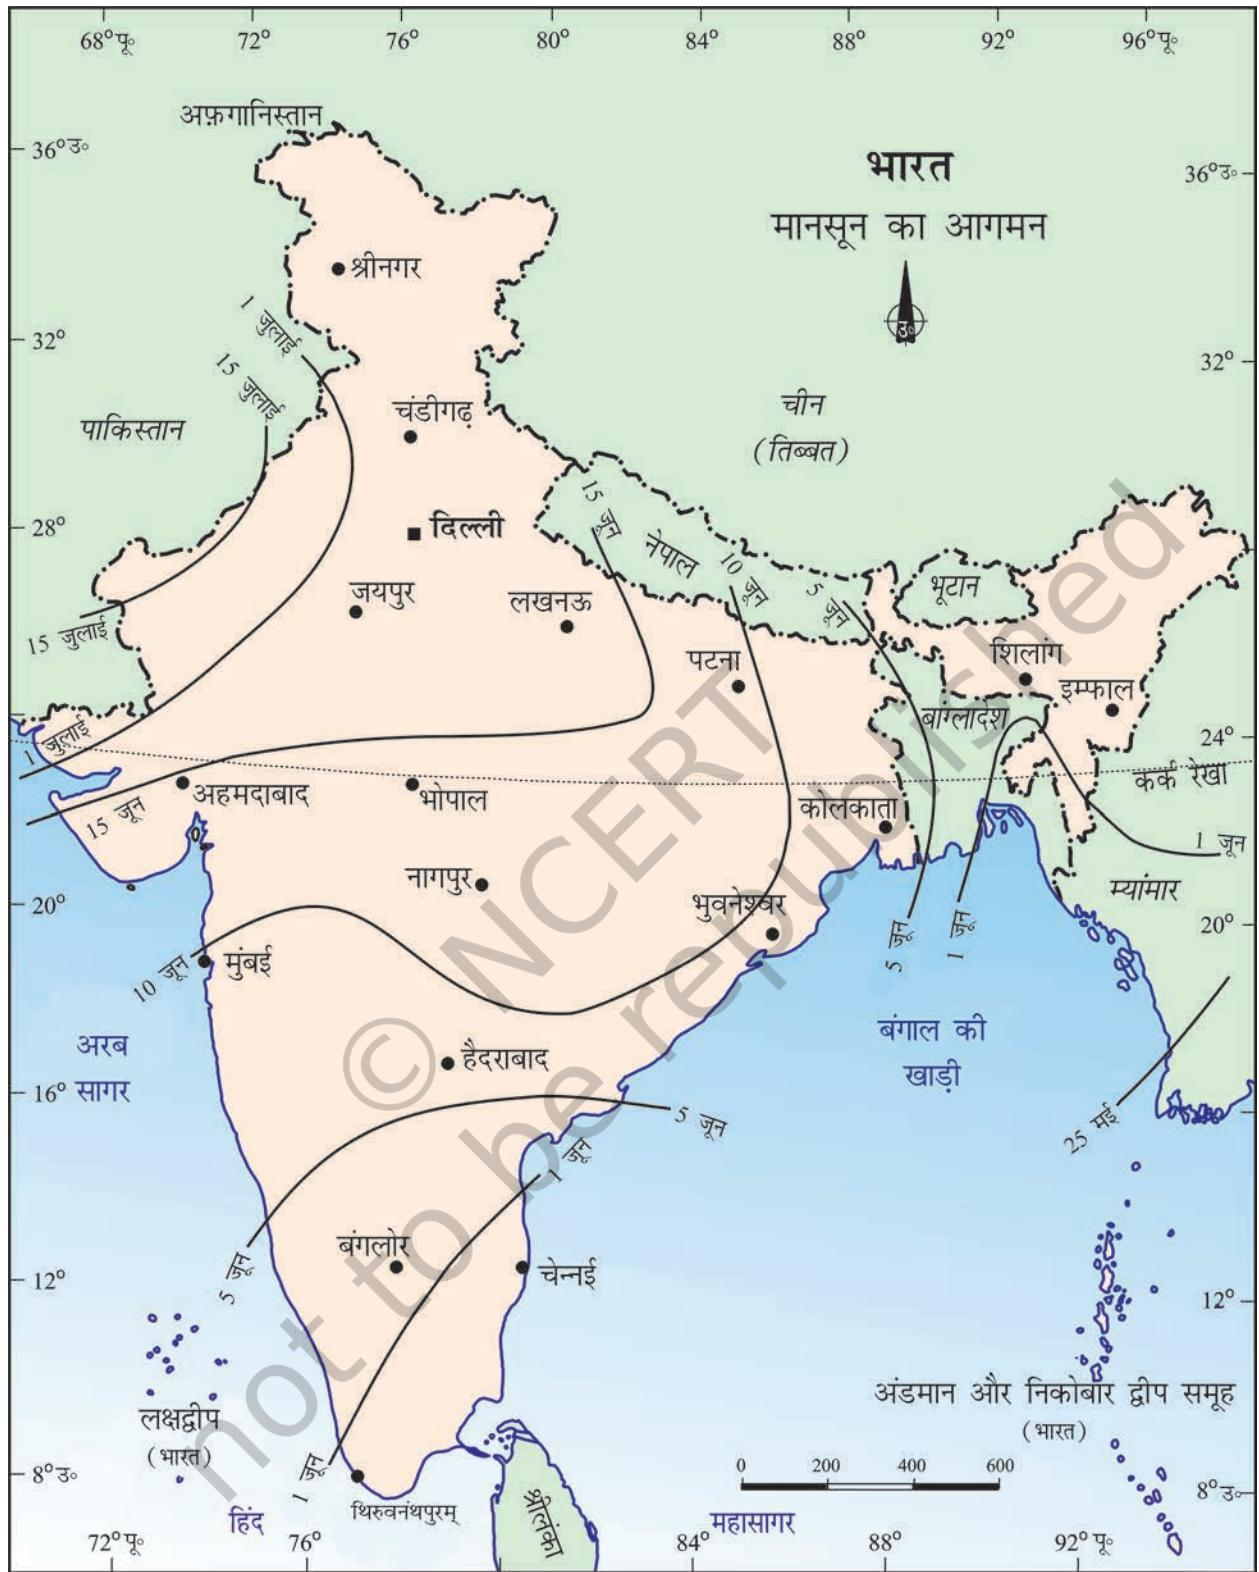 68°पू॰ 72° 76° 80° 84° 88° 92° 96°पू॰
अफ़गानिस्तान
36°उ॰
भारत
36°उ॰
मानसून का आगमन
श्रीनगर
उ॰
1 जुलाई
32°
32°
15 जुलाई
चंडीगढ़
चीन
पाकिस्तान
(तिब्बत)
28°
दिल्ली
15 जून
नेपाल
10 जून
5 जून
भूटान
जयपुर
लखनऊ
15 जुलाई
पटना
शिलांग
इम्फाल
बांग्लादेश
1 जुलाई
24°
कर्क रेखा
अहमदाबाद
भोपाल
कोलकाता
15 जून
1 जून
नागपुर
म्यांमार
20°
भुवनेश्वर
20°
5 जून
1 जून
10 जून
मुंबई
अरब
सागर
बंगाल की
खाड़ी
हैदराबाद
16°
5 जून
25 मई
1 जून
बंगलोर
चेन्नई
5 जून
12°
12°
अंडमान और निकोबार द्वीप समूह
(भारत)
लक्षद्वीप
(भारत)
0 200 400 600
8°उ॰
1 जून
8°उ॰
थिरुवनंथपुरम्
श्रीलंका
हिंद
महासागर
72°पू॰ 76° 84° 88° 92°पू॰
© NCERT
not to be republished